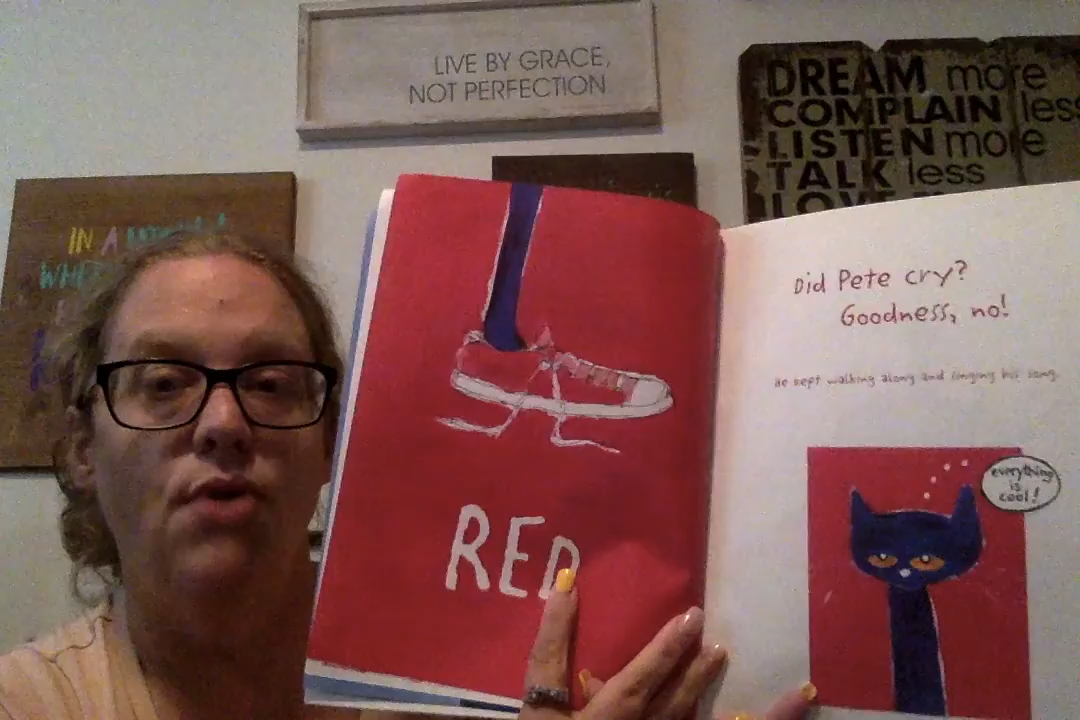 LIVE BY GRACE,
NOT PERFECTION
DREAM more
COMPLAIN less
LISTEN more
TALK less
IN A
RED
Did Pete cry?
Goodness, no!
He kept walking along and singing his song.
everything
is
cool!